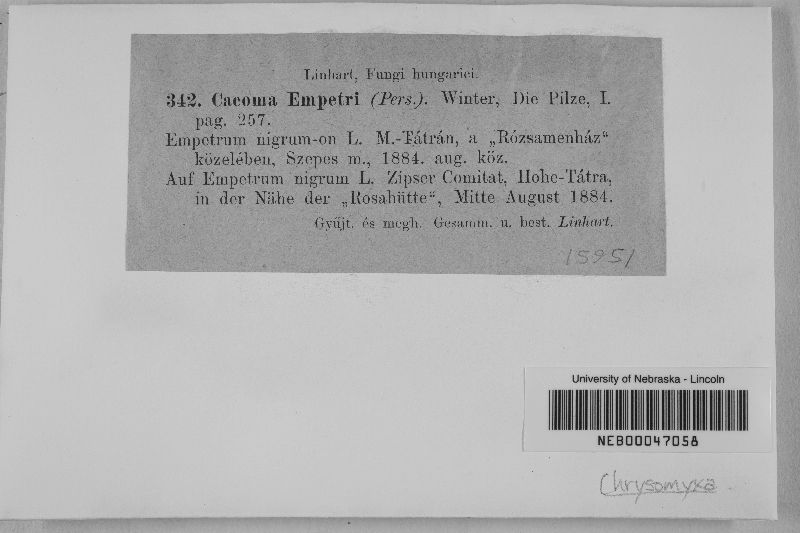 Linhart, Fungi hungarici.
342. Caeoma Empetri (Pers.). Winter, Die Pilze, I.
pag. 257.
Empetrum nigrum-on L. M.-Tátrán, a „Rózsamenház“
közelében, Szepes m., 1884. aug. köz.
Auf Empetrum nigrum L. Zipser Comitat, Hohe-Tátra,
in der Nähe der „Rosahütte“, Mitte August 1884.
Gyüjt. és megh. Gesamm. u. best. Linhart.
15951
University of Nebraska - Lincoln
NEB00047058
Chrysomyxa